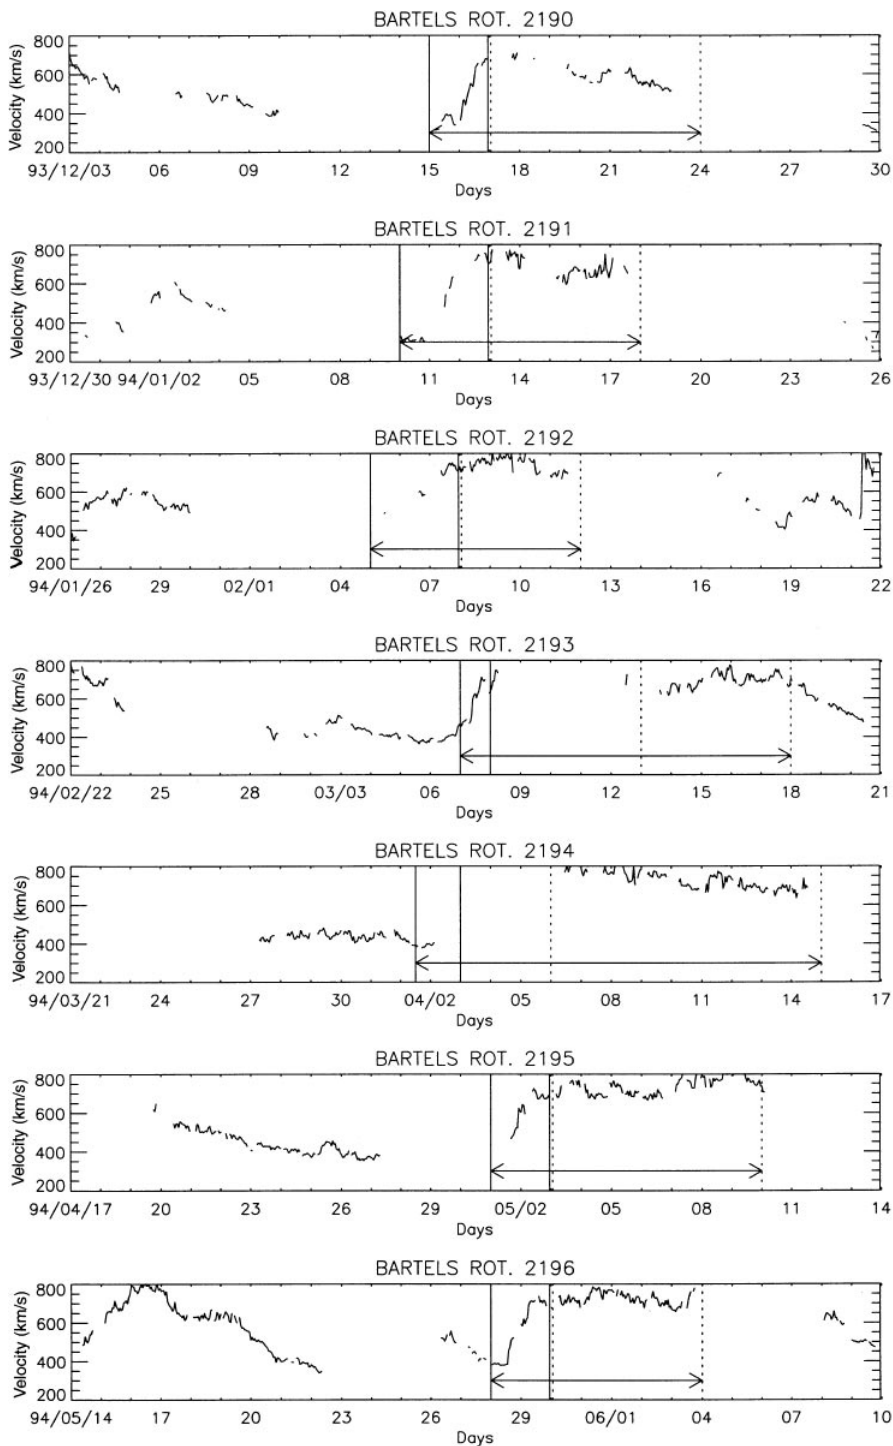 BARTELS ROT. 2190
800
600
400
200
Velocity (km/s)
93/12/03 06 09 12 15 18 21 24 27 30
Days
BARTELS ROT. 2191
800
600
400
200
Velocity (km/s)
93/12/30 94/01/02 05 08 11 14 17 20 23 26
Days
BARTELS ROT. 2192
800
600
400
200
Velocity (km/s)
94/01/26 29 02/01 04 07 10 13 16 19 22
Days
BARTELS ROT. 2193
800
600
400
200
Velocity (km/s)
94/02/22 25 28 03/03 06 09 12 15 18 21
Days
BARTELS ROT. 2194
800
600
400
200
Velocity (km/s)
94/03/21 24 27 30 04/02 05 08 11 14 17
Days
BARTELS ROT. 2195
800
600
400
200
Velocity (km/s)
94/04/17 20 23 26 29 05/02 05 08 11 14
Days
BARTELS ROT. 2196
800
600
400
200
Velocity (km/s)
94/05/14 17 20 23 26 29 06/01 04 07 10
Days